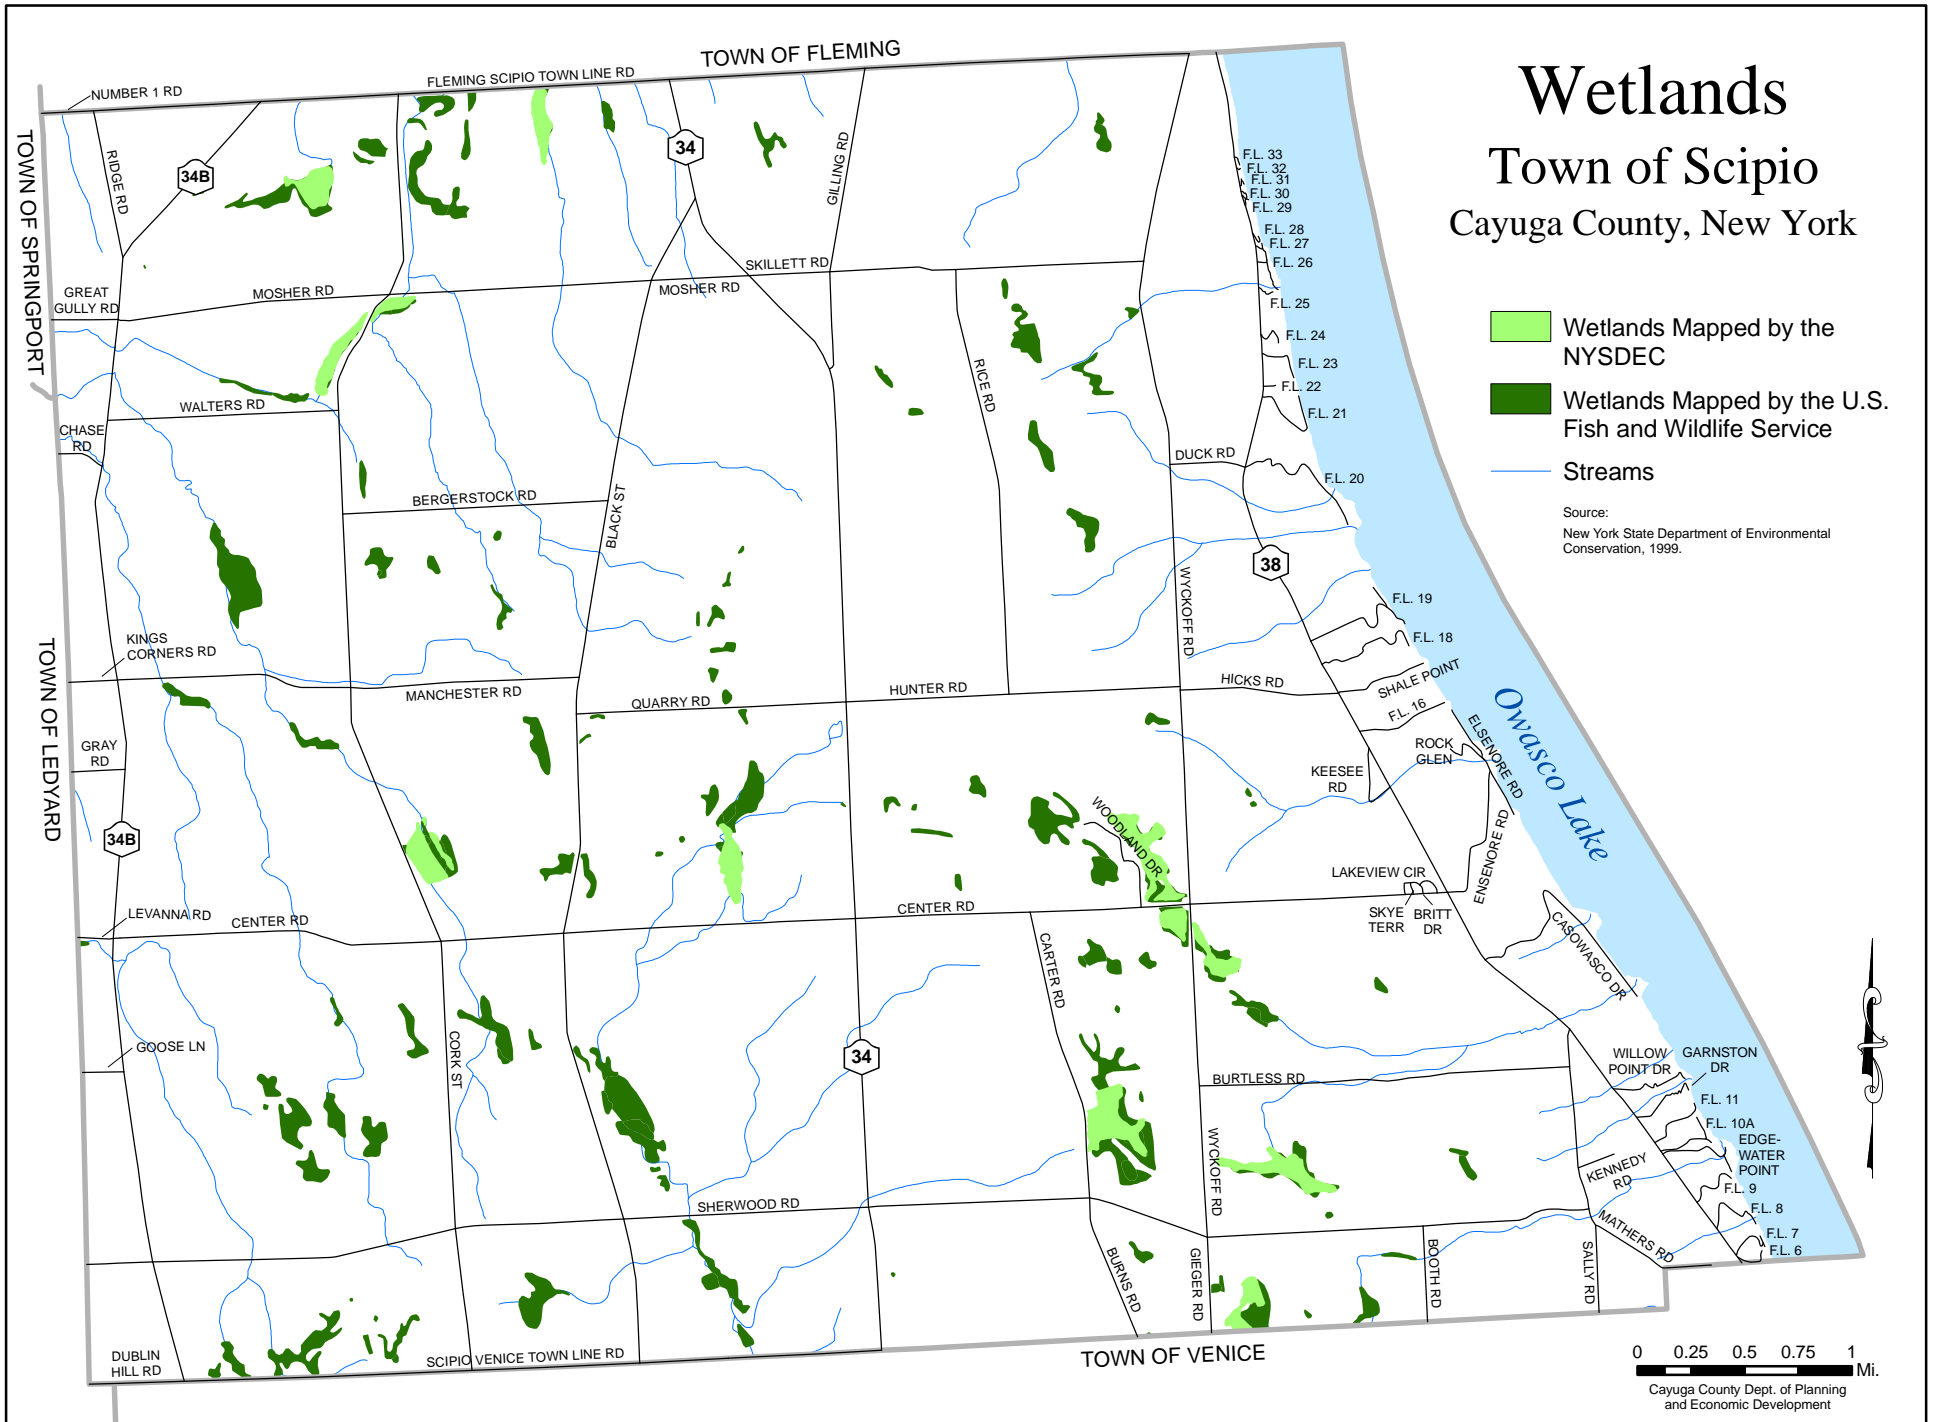 Wetlands
Town of Scipio
Cayuga County, New York
Wetlands Mapped by the
NYSDEC
Wetlands Mapped by the U.S.
Fish and Wildlife Service
Streams
Source:
New York State Department of Environmental
Conservation, 1999.
TOWN OF FLEMING
FLEMING SCIPIO TOWN LINE RD
NUMBER 1 RD
TOWN OF SPRINGPORT
RIDGE RD
34B
34
GILLING RD
F.L. 33
F.L. 32
F.L. 31
F.L. 30
F.L. 29
F.L. 28
F.L. 27
F.L. 26
F.L. 25
F.L. 24
F.L. 23
F.L. 22
F.L. 21
F.L. 20
SKILLETT RD
MOSHER RD
MOSHER RD
GREAT
GULLY RD
WALTERS RD
CHASE
RD
RICE RD
DUCK RD
BERGERSTOCK RD
BLACK ST
38
WYCKOFF RD
F.L. 19
F.L. 18
SHALE POINT
F.L. 16
TOWN OF LEDYARD
KINGS
CORNERS RD
MANCHESTER RD
QUARRY RD
HUNTER RD
HICKS RD
ELSENORE RD
ROCK
GLEN
KEESEE
RD
Owasco Lake
GRAY
RD
34B
WOODLAND DR
ENSENORE RD
LAKEVIEW CIR
SKYE
TERR
BRITT
DR
CASOWASCO DR
LEVANNA RD
CENTER RD
CENTER RD
CARTER RD
GOOSE LN
CORK ST
34
BURTLESS RD
WILLOW
POINT DR
GARNSTON
DR
F.L. 11
F.L. 10A
EDGE-
WATER
POINT
KENNEDY
RD
F.L. 9
F.L. 8
F.L. 7
F.L. 6
MATHERS RD
WYCKOFF RD
SHERWOOD RD
BURNS RD
GIEGER RD
BOOTH RD
SALLY RD
DUBLIN
HILL RD
SCIPIO VENICE TOWN LINE RD
TOWN OF VENICE
0 0.25 0.5 0.75 1
Mi.
Cayuga County Dept. of Planning
and Economic Development